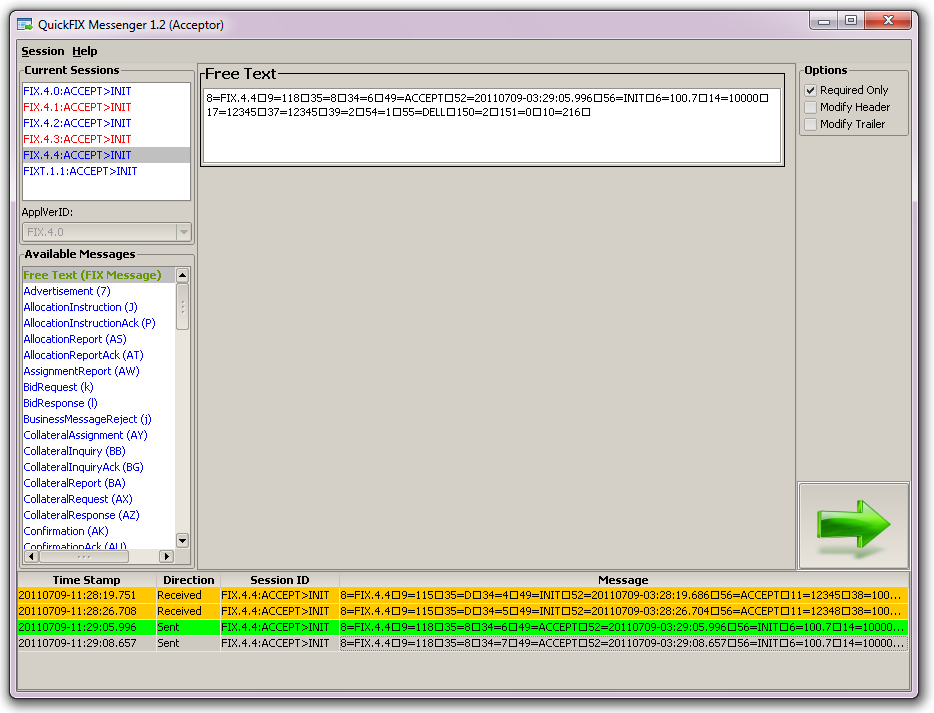 QuickFIX Messenger 1.2 (Acceptor)
Session Help
Current Sessions
FIX.4.0:ACCEPT>INIT
FIX.4.1:ACCEPT>INIT
FIX.4.2:ACCEPT>INIT
FIX.4.3:ACCEPT>INIT
FIX.4.4:ACCEPT>INIT
FIXT.1.1:ACCEPT>INIT
ApplVerID:
FIX.4.0
Available Messages
Free Text (FIX Message)
Advertisement (7)
AllocationInstruction (J)
AllocationInstructionAck (P)
AllocationReport (AS)
AllocationReportAck (AT)
AssignmentReport (AW)
BidRequest (k)
BidResponse (l)
BusinessMessageReject (j)
CollateralAssignment (AY)
CollateralInquiry (BB)
CollateralInquiryAck (BG)
CollateralReport (BA)
CollateralRequest (AX)
CollateralResponse (AZ)
Confirmation (AK)
ConfirmationAck (AU)
Free Text
8=FIX.4.4□9=118□35=8□34=6□49=ACCEPT□52=20110709-03:29:05.996□56=INIT□6=100.7□14=10000□
17=12345□37=12345□39=2□54=1□55=DELL□150=2□151=0□10=216□
Options
Required Only
Modify Header
Modify Trailer
Time Stamp Direction Session ID Message
20110709-11:28:19.751 Received FIX.4.4:ACCEPT>INIT 8=FIX.4.4□9=115□35=D□34=4□49=INIT□52=20110709-03:28:19.686□56=ACCEPT□11=12345□38=100...
20110709-11:28:26.708 Received FIX.4.4:ACCEPT>INIT 8=FIX.4.4□9=115□35=D□34=5□49=INIT□52=20110709-03:28:26.704□56=ACCEPT□11=12348□38=100...
20110709-11:29:05.996 Sent FIX.4.4:ACCEPT>INIT 8=FIX.4.4□9=118□35=8□34=6□49=ACCEPT□52=20110709-03:29:05.996□56=INIT□6=100.7□14=10000...
20110709-11:29:08.657 Sent FIX.4.4:ACCEPT>INIT 8=FIX.4.4□9=118□35=8□34=7□49=ACCEPT□52=20110709-03:29:08.657□56=INIT□6=100.7□14=10000...